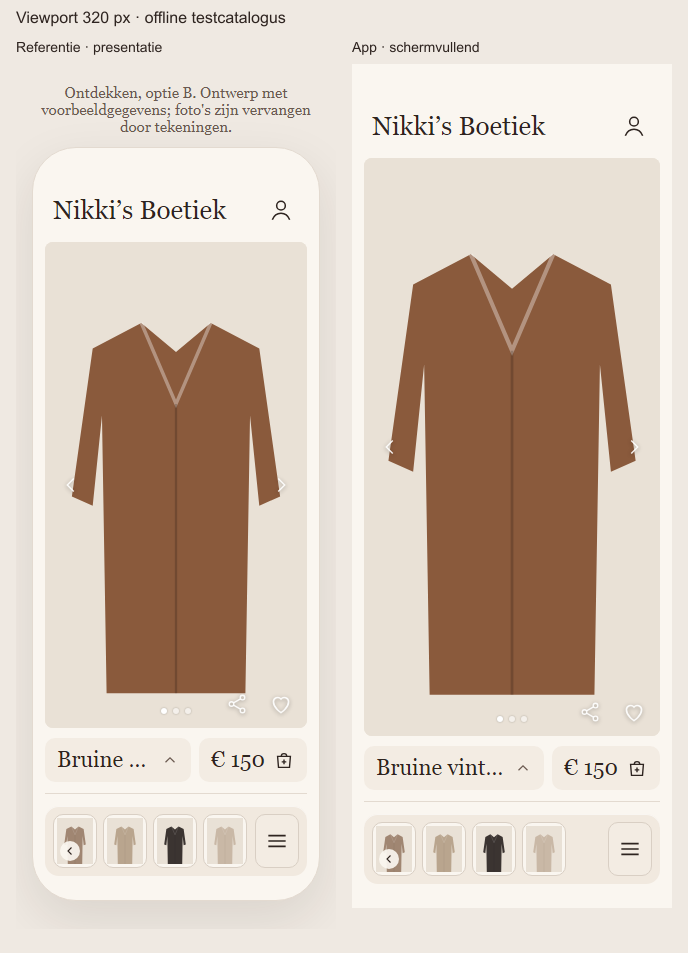 Viewport 320 px · offline testcatalogus
Referentie · presentatie
App · schermvullend
Ontdekken, optie B. Ontwerp met
voorbeeldgegevens; foto's zijn vervangen
door tekeningen.
Nikki’s Boetiek
Bruine ...
€ 150
Nikki’s Boetiek
Bruine vint...
€ 150